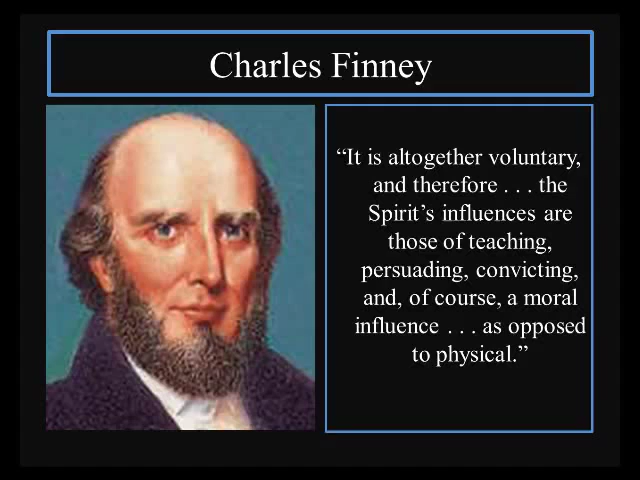 Charles Finney
“It is altogether voluntary,
and therefore . . . the
Spirit’s influences are
those of teaching,
persuading, convicting,
and, of course, a moral
influence . . . as opposed
to physical.”